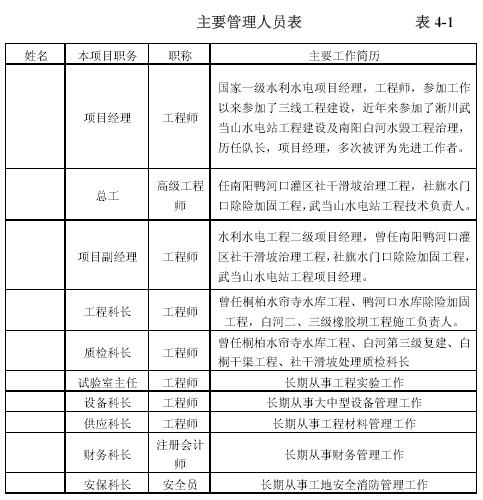 主要管理人员表 表 4-1
姓名 本项目职务 职称 主要工作简历
项目经理 工程师 国家一级水利水电项目经理，工程师，参加工作
以来参加了三线工程建设，近年来参加了淅川武
当山水电站工程建设及南阳白河水毁工程治理，
历任队长，项目经理，多次被评为先进工作者。
总工 高级工程
师
任南阳鸭河口灌区社干滑坡治理工程，社旗水门
口除险加固工程，武当山水电站工程技术负责人。
项目副经理 工程师 水利水电工程二级项目经理，曾任南阳鸭河口灌
区社干滑坡治理工程，社旗水门口除险加固工程，
武当山水电站工程项目经理。
工程科长 工程师 曾任桐柏水帘寺水库工程、鸭河口水库除险加固
工程，白河二、三级橡胶坝工程施工负责人。
质检科长 工程师 曾任桐柏水帘寺水库工程、白河第三级复建、白
桐干渠工程、社干滑坡处理质检科长
试验室主任 工程师 长期从事工程实验工作
设备科长 工程师 长期从事大中型设备管理工作
供应科长 工程师 长期从事工程材料管理工作
财务科长 注册会计
师
长期从事财务管理工作
安保科长 安全员 长期从事工地安全消防管理工作